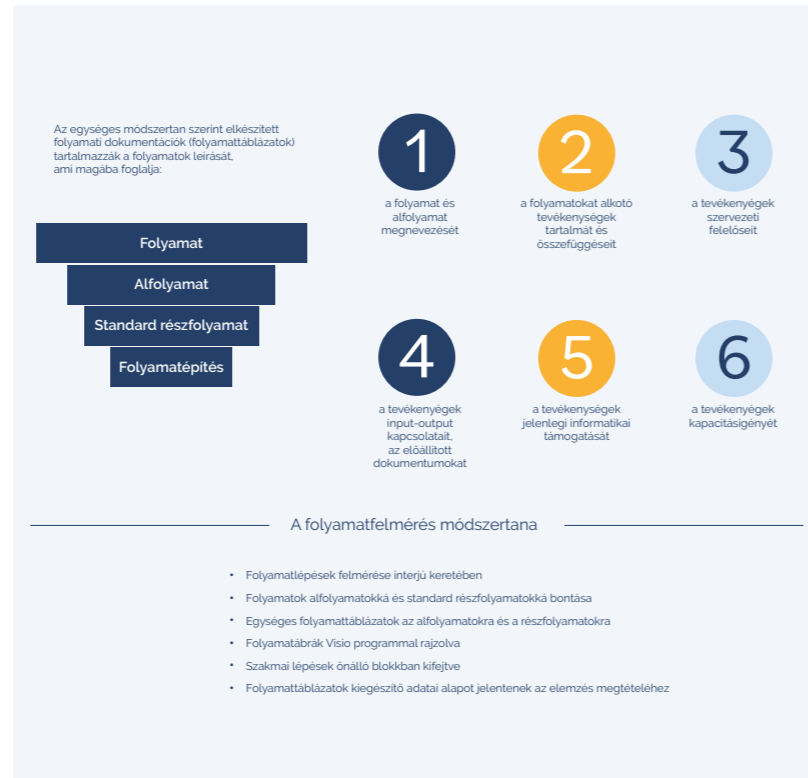 Az egységes módszertan szerint elkészített
folyamati dokumentációk (folyamattáblázatok)
tartalmazzák a folyamatok leírását,
ami magába foglalja:
Folyamat
Alfolyamat
Standard részfolyamat
Folyamatépítés
1
a folyamat és
alfolyamat
megnevezését
2
a folyamatokat alkotó
tevékenységek
tartalmát és
összefüggéseit
3
a tevékenyégek
szervezeti
felelőseit
4
a tevékenyégek
input-output
kapcsolatait,
az előállított
dokumentumokat
5
a tevékenységek
jelenlegi informatikai
támogatását
6
a tevékenyégek
kapacitásigényét
A folyamatfelmérés módszertana
• Folyamatlépések felmérése interjú keretében
• Folyamatok alfolyamatokká és standard részfolyamatokká bontása
• Egységes folyamattáblázatok az alfolyamatokra és a részfolyamatokra
• Folyamatábrák Visio programmal rajzolva
• Szakmai lépések önálló blokkban kifejtve
• Folyamattáblázatok kiegészítő adatai alapot jelentenek az elemzés megtételéhez